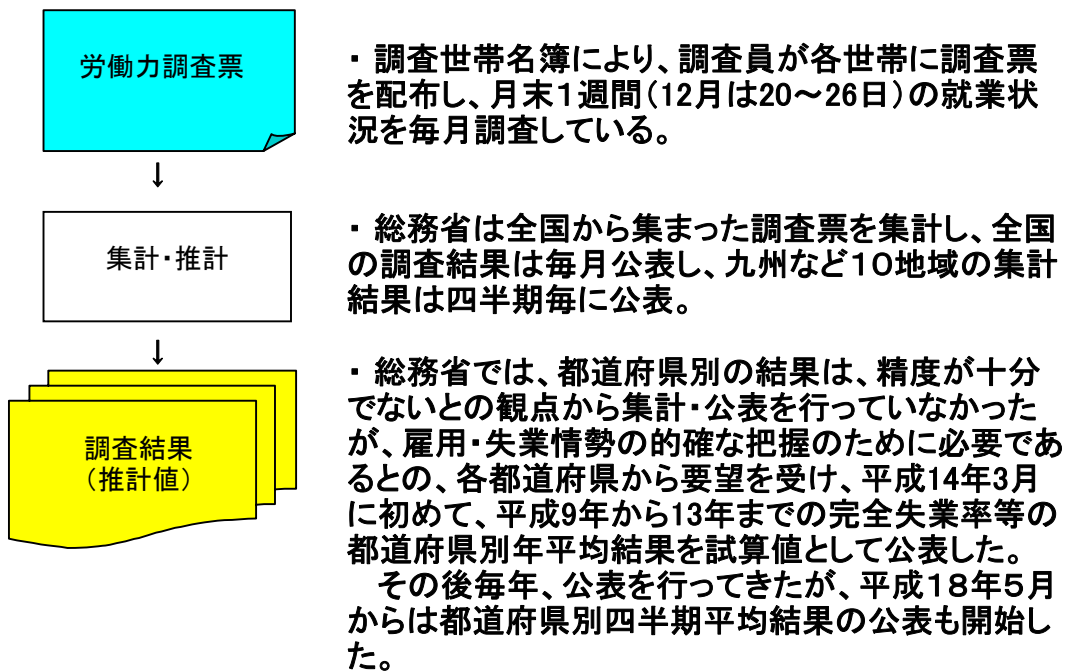 労働力調査票
・ 調査世帯名簿により、調査員が各世帯に調査票
を配布し、月末１週間（12月は20～26日）の就業状
況を毎月調査している。
↓
集計・推計
・ 総務省は全国から集まった調査票を集計し、全国
の調査結果は毎月公表し、九州など１０地域の集計
結果は四半期毎に公表。
↓
調査結果
（推計値）
・ 総務省では、都道府県別の結果は、精度が十分
でないとの観点から集計・公表を行っていなかった
が、雇用・失業情勢の的確な把握のために必要であ
るとの、各都道府県から要望を受け、平成14年3月
に初めて、平成9年から13年までの完全失業率等の
都道府県別年平均結果を試算値として公表した。
　その後毎年、公表を行ってきたが、平成１８年５月
からは都道府県別四半期平均結果の公表も開始し
た。